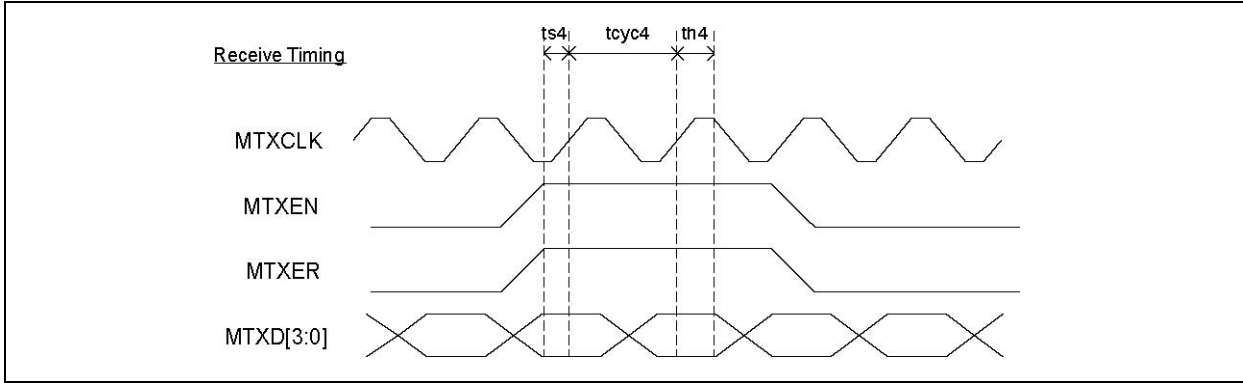 ts4 tcyc4 th4
Receive Timing
MTXCLK
MTXEN
MTXER
MTXD[3:0]